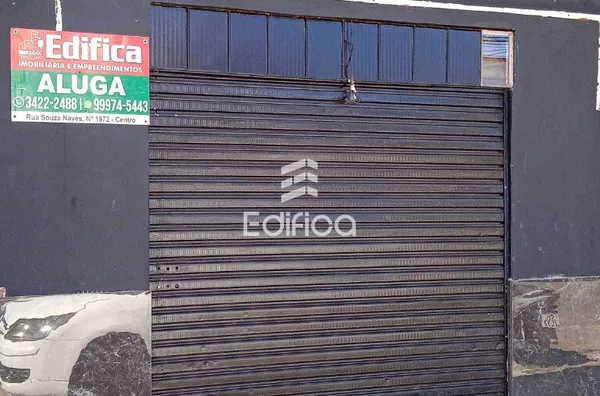 Edifica
IMOBILIÁRIA E EMPREENDIMENTOS
ALUGA
3422-2488 | 99974-5443
Rua Souza Naves, Nº 1872 - Centro
Edifica